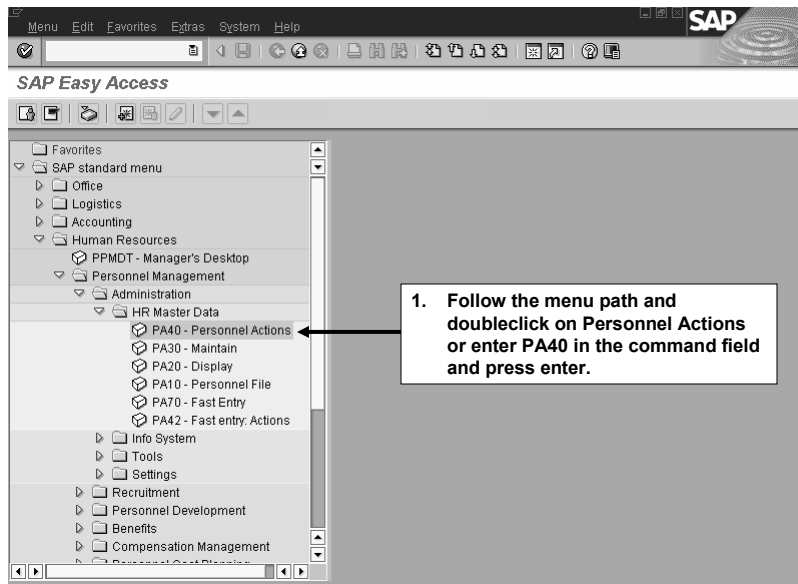 Menu Edit Favorites Extras System Help
SAP
SAP Easy Access
Favorites
SAP standard menu
Office
Logistics
Accounting
Human Resources
PPMDT - Manager's Desktop
Personnel Management
Administration
HR Master Data
PA40 - Personnel Actions
PA30 - Maintain
PA20 - Display
PA10 - Personnel File
PA70 - Fast Entry
PA42 - Fast entry: Actions
Info System
Tools
Settings
Recruitment
Personnel Development
Benefits
Compensation Management
Personnel Cost Planning
1. Follow the menu path and
doubleclick on Personnel Actions
or enter PA40 in the command field
and press enter.